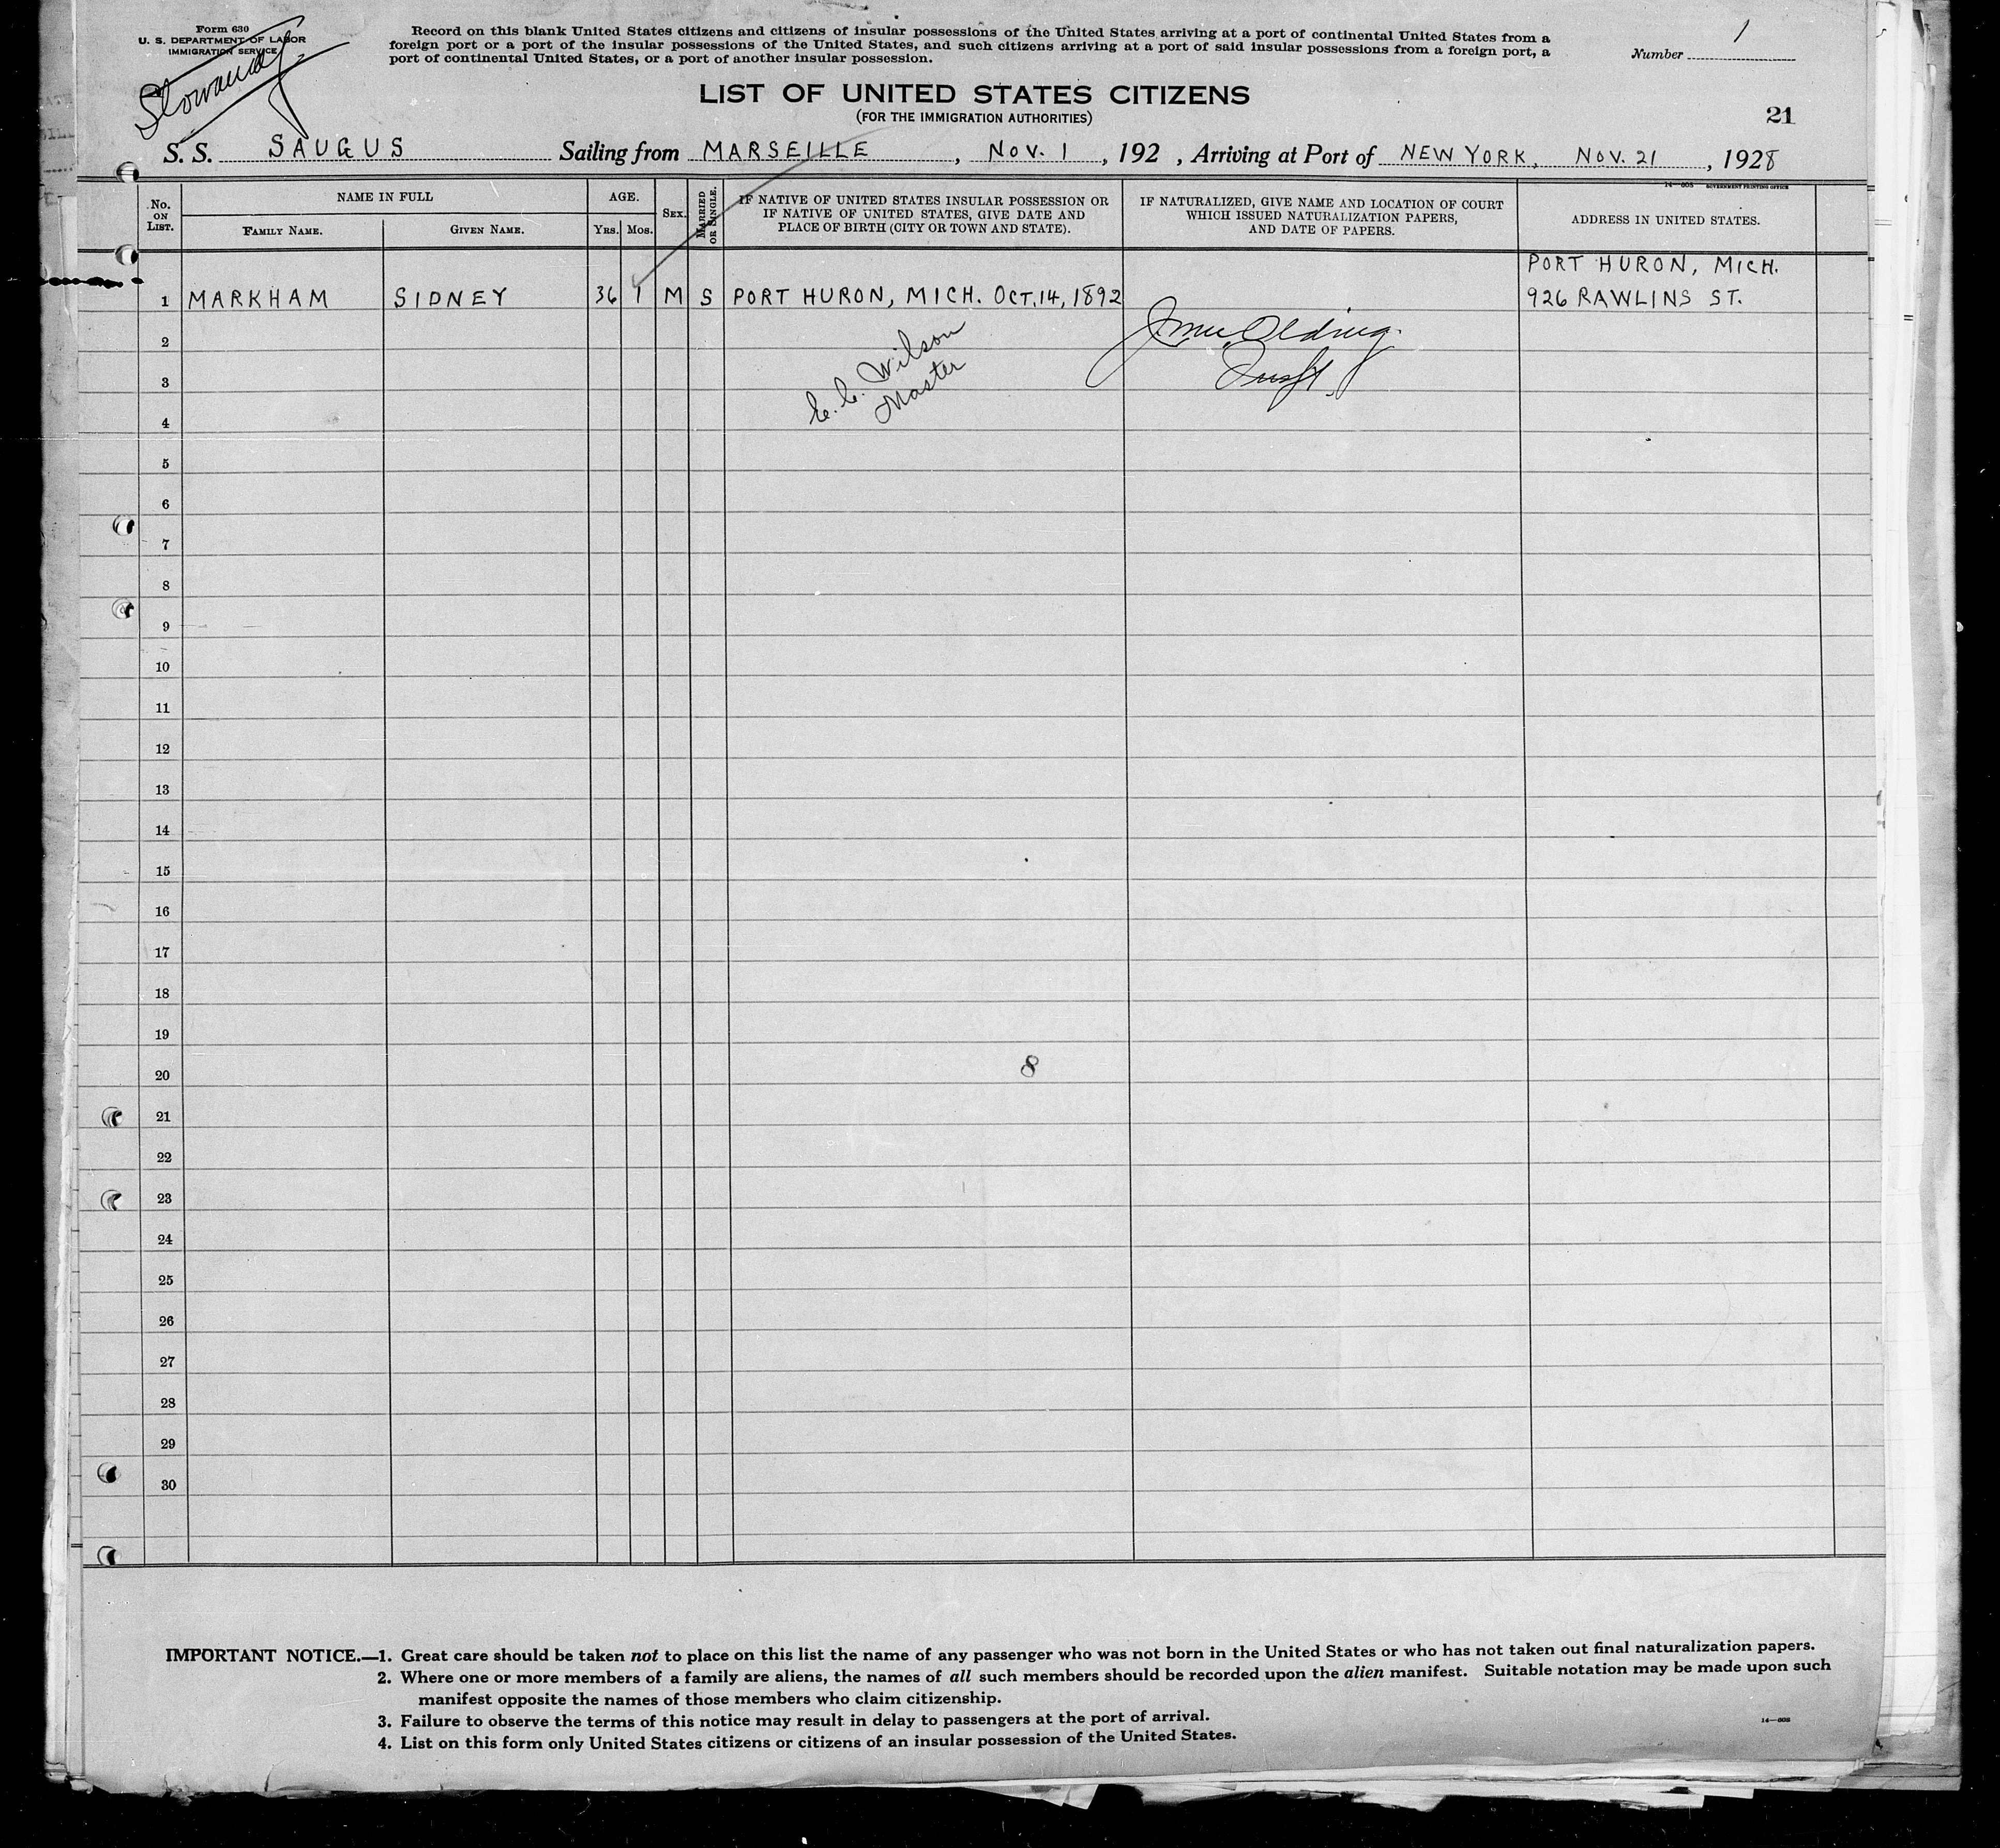 Form 630
U. S. DEPARTMENT OF LABOR
IMMIGRATION SERVICE
Stowaway
Record on this blank United States citizens and citizens of insular possessions of the United States arriving at a port of continental United States from a
foreign port or a port of the insular possessions of the United States, and such citizens arriving at a port of said insular possessions from a foreign port, a
port of continental United States, or a port of another insular possession.
Number 1
LIST OF UNITED STATES CITIZENS
(FOR THE IMMIGRATION AUTHORITIES)
21
S. S. SAUGUS Sailing from MARSEILLE, NOV. 1, 192 , Arriving at Port of NEW YORK, NOV. 21, 1928
14—808 GOVERNMENT PRINTING OFFICE
No. ON LIST. NAME IN FULL AGE. SEX. MARRIED OR SINGLE. IF NATIVE OF UNITED STATES INSULAR POSSESSION OR IF NATIVE OF UNITED STATES, GIVE DATE AND PLACE OF BIRTH (CITY OR TOWN AND STATE). IF NATURALIZED, GIVE NAME AND LOCATION OF COURT WHICH ISSUED NATURALIZATION PAPERS, AND DATE OF PAPERS. ADDRESS IN UNITED STATES.
FAMILY NAME. GIVEN NAME. YRS. MOS.
PORT HURON, MICH.
1 MARKHAM SIDNEY 36 1 M S PORT HURON, MICH. OCT. 14, 1892 926 RAWLINS ST.
2
C. C. Wilson
3
Master
4
5
6
7
8
9
10
11
12
13
14
15
16
17
18
19
8
20
21
22
23
24
25
26
27
28
29
30
IMPORTANT NOTICE.—1. Great care should be taken not to place on this list the name of any passenger who was not born in the United States or who has not taken out final naturalization papers.
2. Where one or more members of a family are aliens, the names of all such members should be recorded upon the alien manifest. Suitable notation may be made upon such
manifest opposite the names of those members who claim citizenship.
3. Failure to observe the terms of this notice may result in delay to passengers at the port of arrival.
14—808
4. List on this form only United States citizens or citizens of an insular possession of the United States.